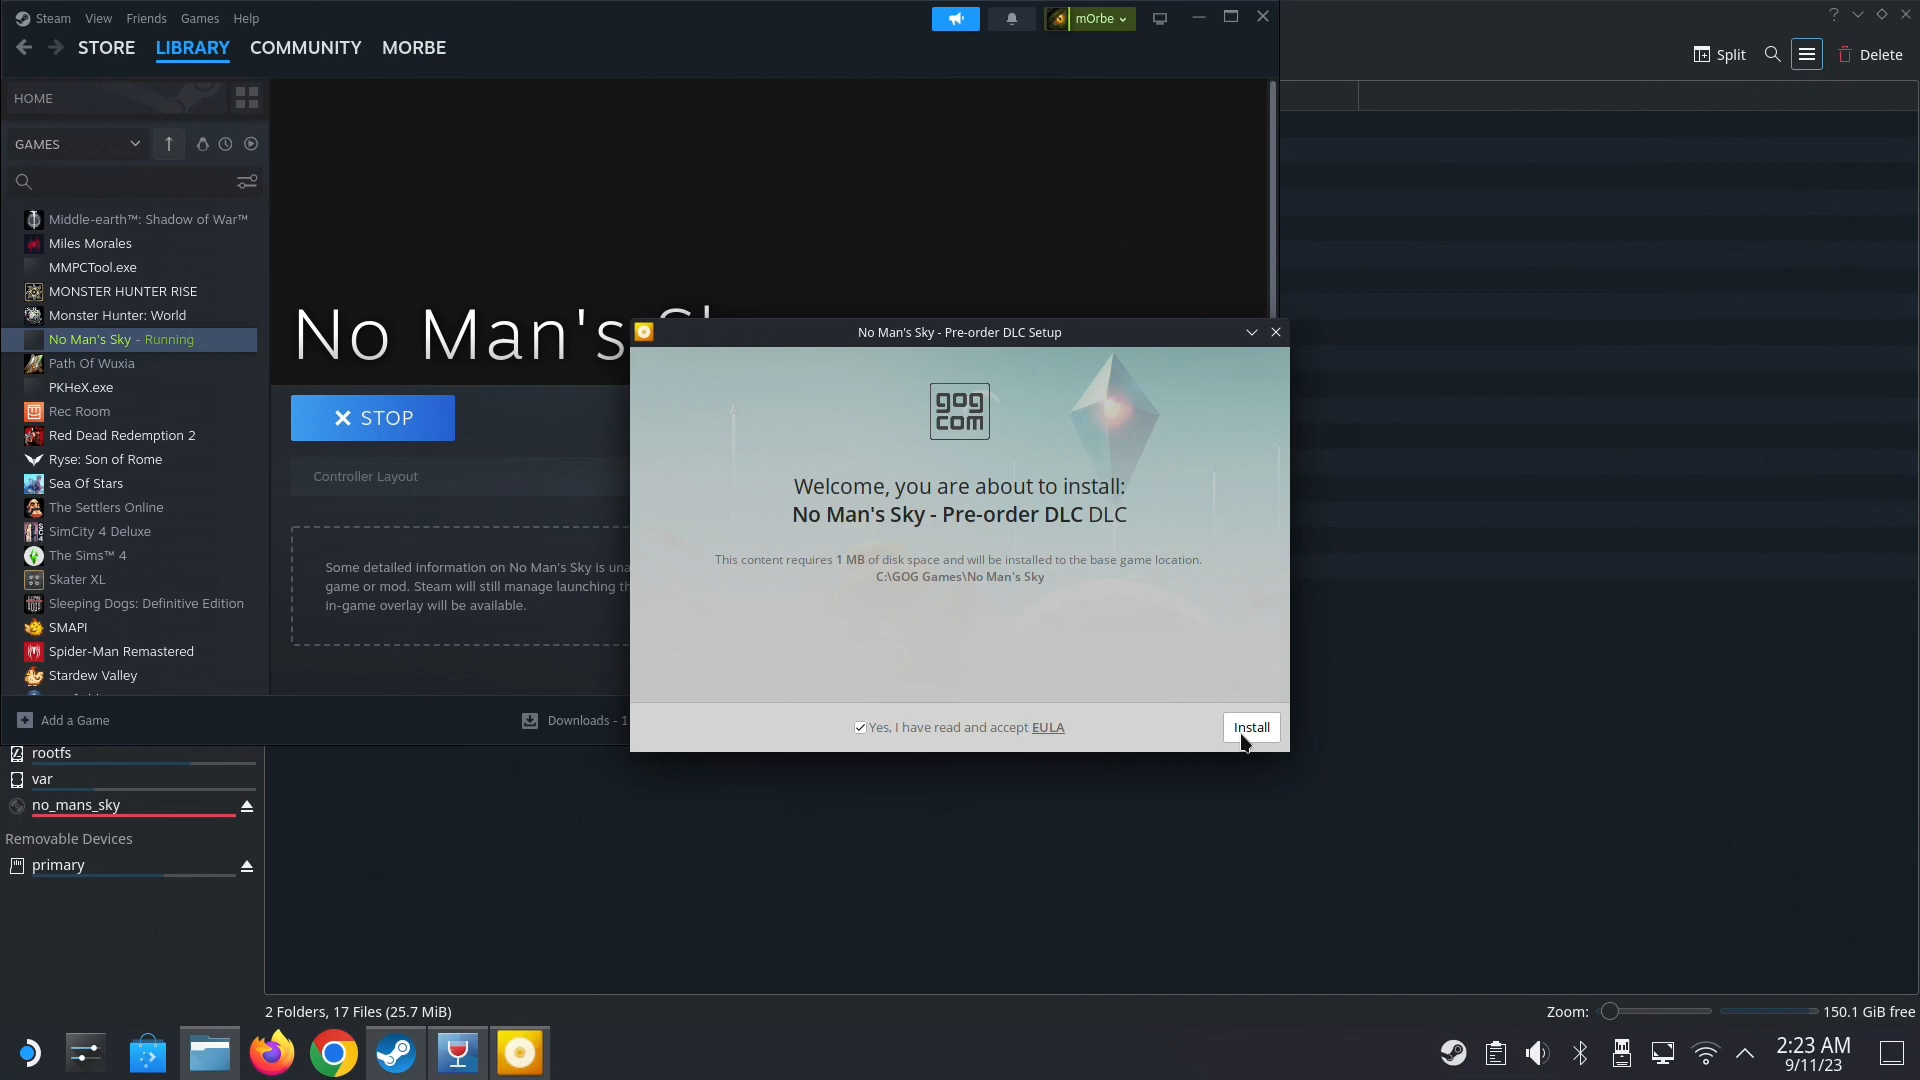 Steam View Friends Games Help
mOrbe
STORE LIBRARY COMMUNITY MORBE
Split
Delete
HOME
GAMES
Middle-earth™: Shadow of War™
Miles Morales
MMPCTool.exe
MONSTER HUNTER RISE
Monster Hunter: World
No Man's Sky - Running
Path Of Wuxia
PKHeX.exe
Rec Room
Red Dead Redemption 2
Ryse: Son of Rome
Sea Of Stars
The Settlers Online
SimCity 4 Deluxe
The Sims™ 4
Skater XL
Sleeping Dogs: Definitive Edition
SMAPI
Spider-Man Remastered
Stardew Valley
Add a Game
No Man's
STOP
Controller Layout
Some detailed information on No Man's Sky is una
game or mod. Steam will still manage launching th
in-game overlay will be available.
Downloads - 1
No Man's Sky - Pre-order DLC Setup
gog
com
Welcome, you are about to install:
No Man's Sky - Pre-order DLC DLC
This content requires 1 MB of disk space and will be installed to the base game location.
C:\GOG Games\No Man's Sky
Yes, I have read and accept EULA
Install
rootfs
var
no_mans_sky
Removable Devices
primary
2 Folders, 17 Files (25.7 MiB)
Zoom:
150.1 GiB free
2:23 AM
9/11/23